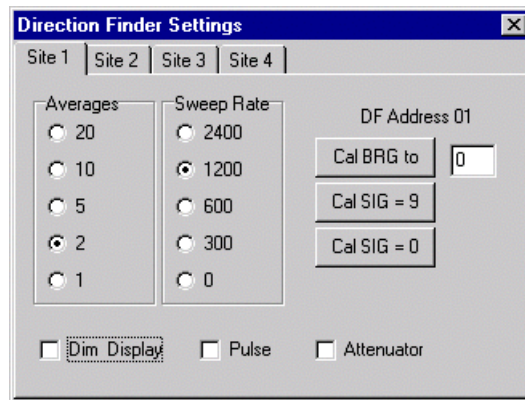 Direction Finder Settings
Site 1 Site 2 Site 3 Site 4
Averages
20
10
5
2
1
Sweep Rate
2400
1200
600
300
0
DF Address 01
Cal BRG to 0
Cal SIG = 9
Cal SIG = 0
Dim Display Pulse Attenuator